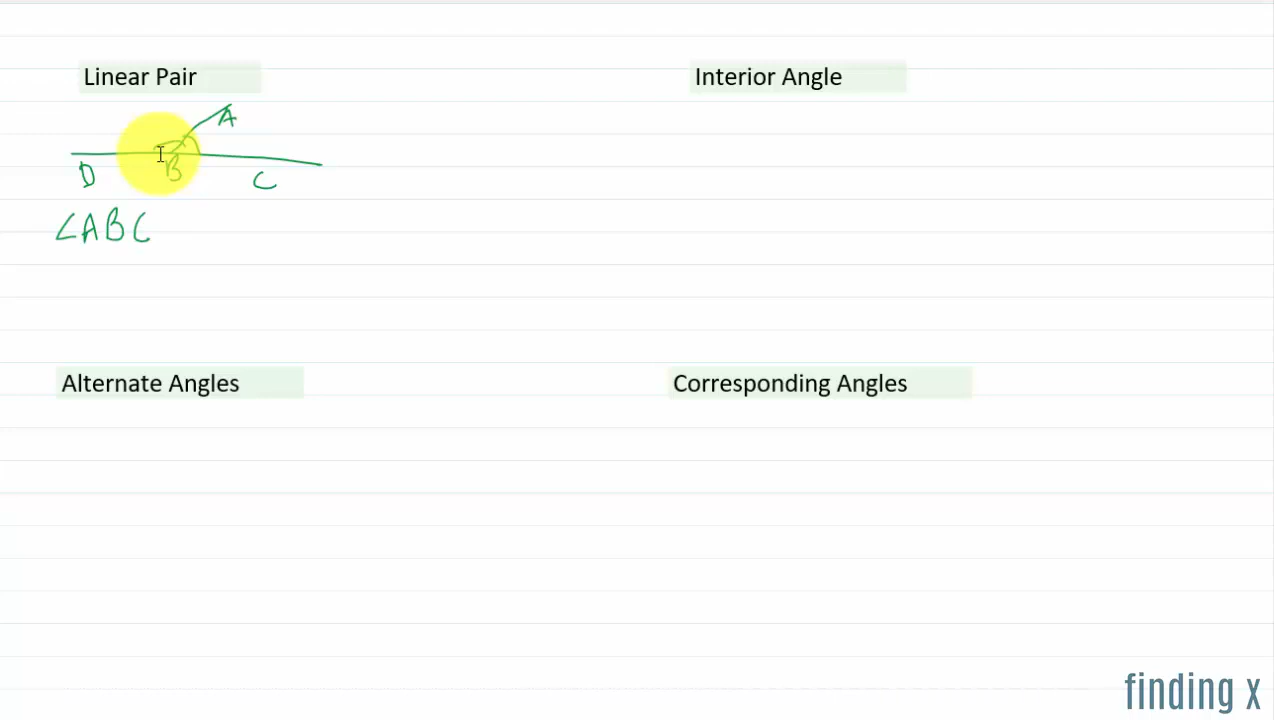 Linear Pair
A
D B C
∠ABC
Interior Angle
Alternate Angles
Corresponding Angles
finding x